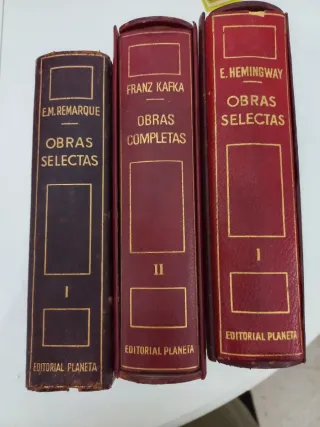 E.M. REMARQUE
OBRAS
SELECTAS
I
EDITORIAL PLANETA
FRANZ KAFKA
OBRAS
COMPLETAS
II
EDITORIAL PLANETA
E. HEMINGWAY
OBRAS
SELECTAS
I
EDITORIAL PLANETA